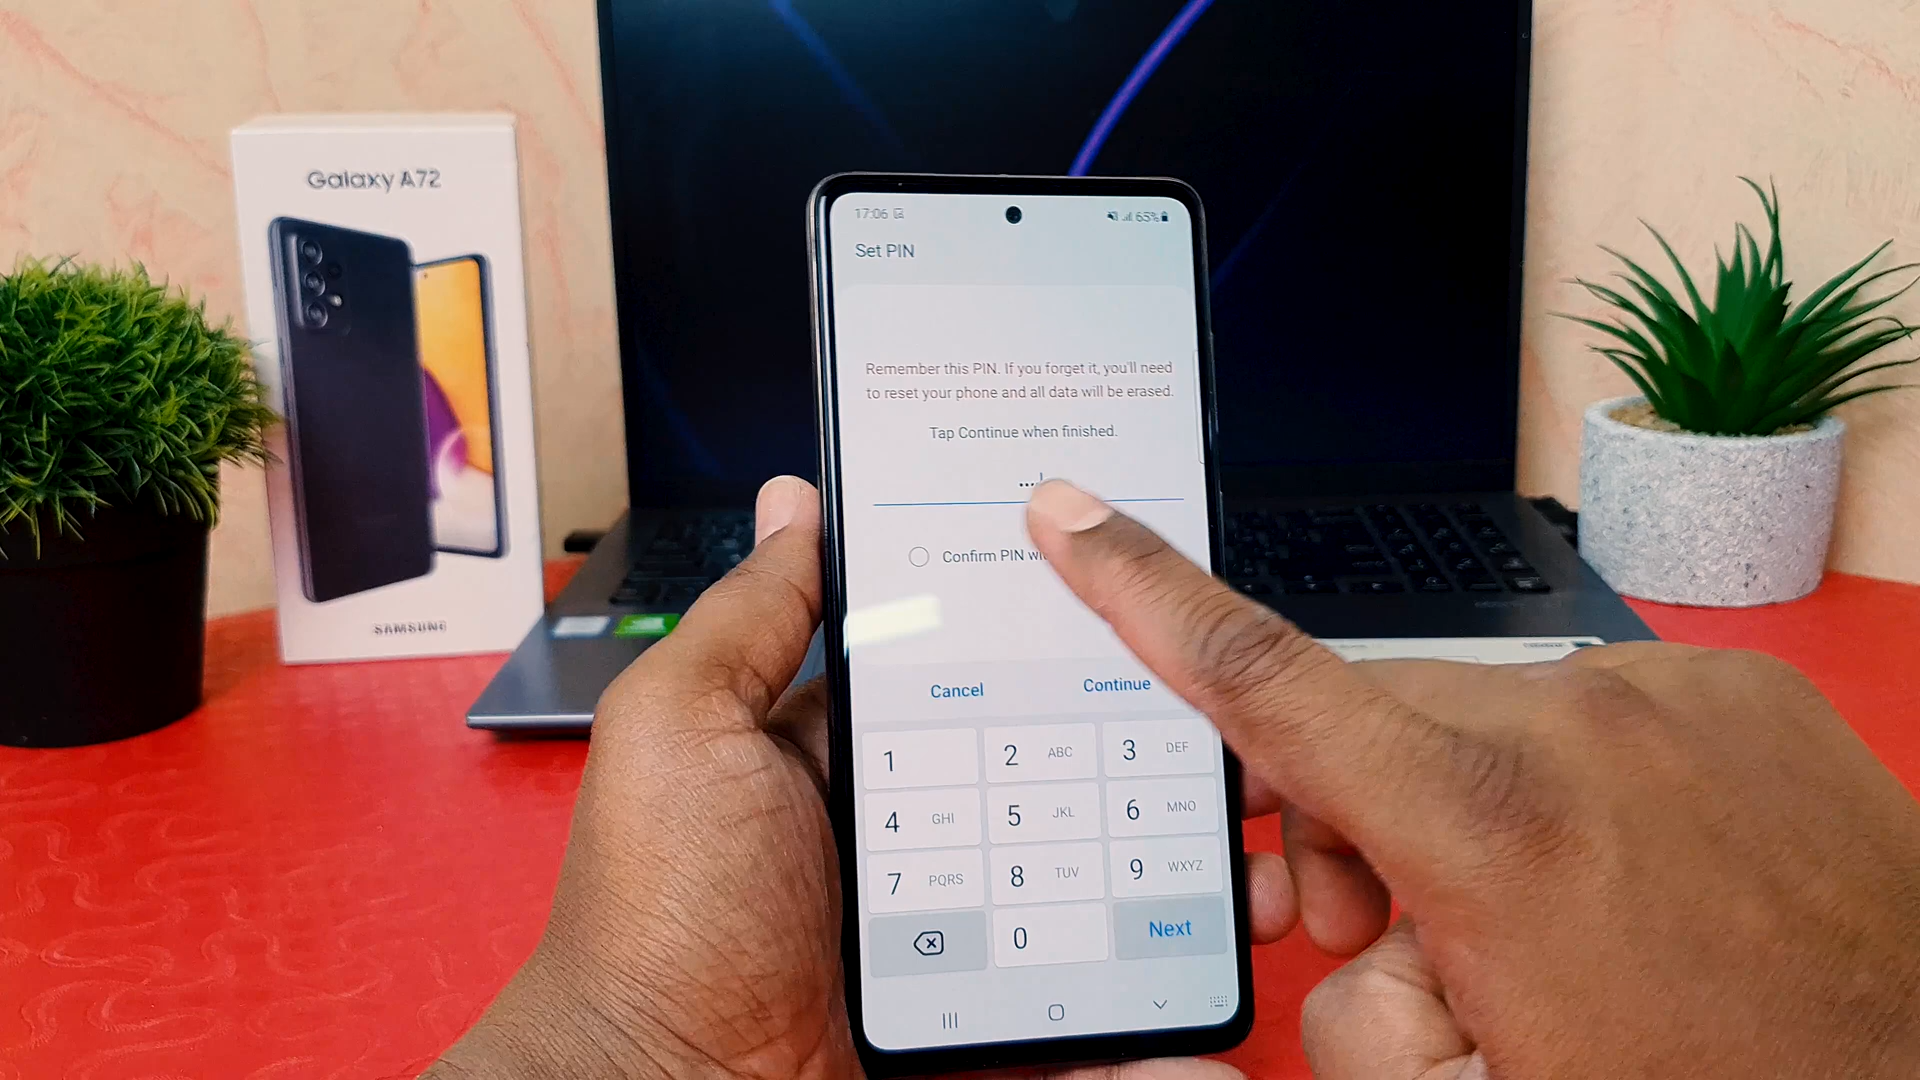 Galaxy A72
SAMSUNG
17:06
65%
Set PIN
Remember this PIN. If you forget it, you'll need
to reset your phone and all data will be erased.
Tap Continue when finished.
Confirm PIN
Cancel
Continue
1
2 ABC
3 DEF
4 GHI
5 JKL
6 MNO
7 PQRS
8 TUV
9 WXYZ
0
Next